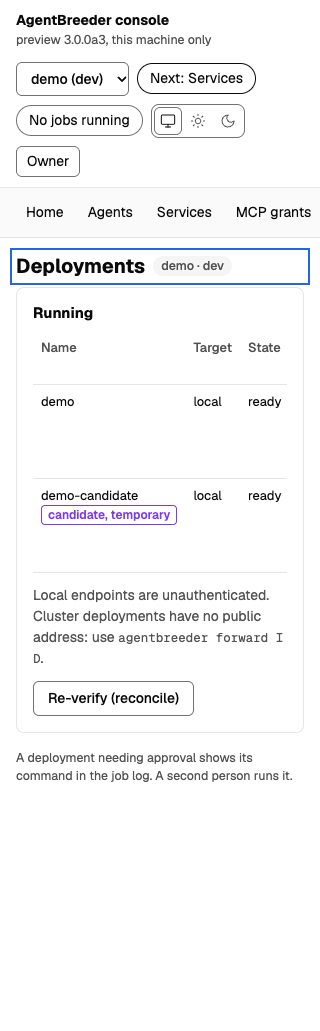 AgentBreeder console
preview 3.0.0a3, this machine only
demo (dev)
Next: Services
No jobs running
Owner
Home Agents Services MCP grants
Deployments demo · dev
Running
Name Target State
demo local ready
demo-candidate local ready
candidate, temporary
Local endpoints are unauthenticated.
Cluster deployments have no public
address: use agentbreeder forward I
D.
Re-verify (reconcile)
A deployment needing approval shows its
command in the job log. A second person runs it.